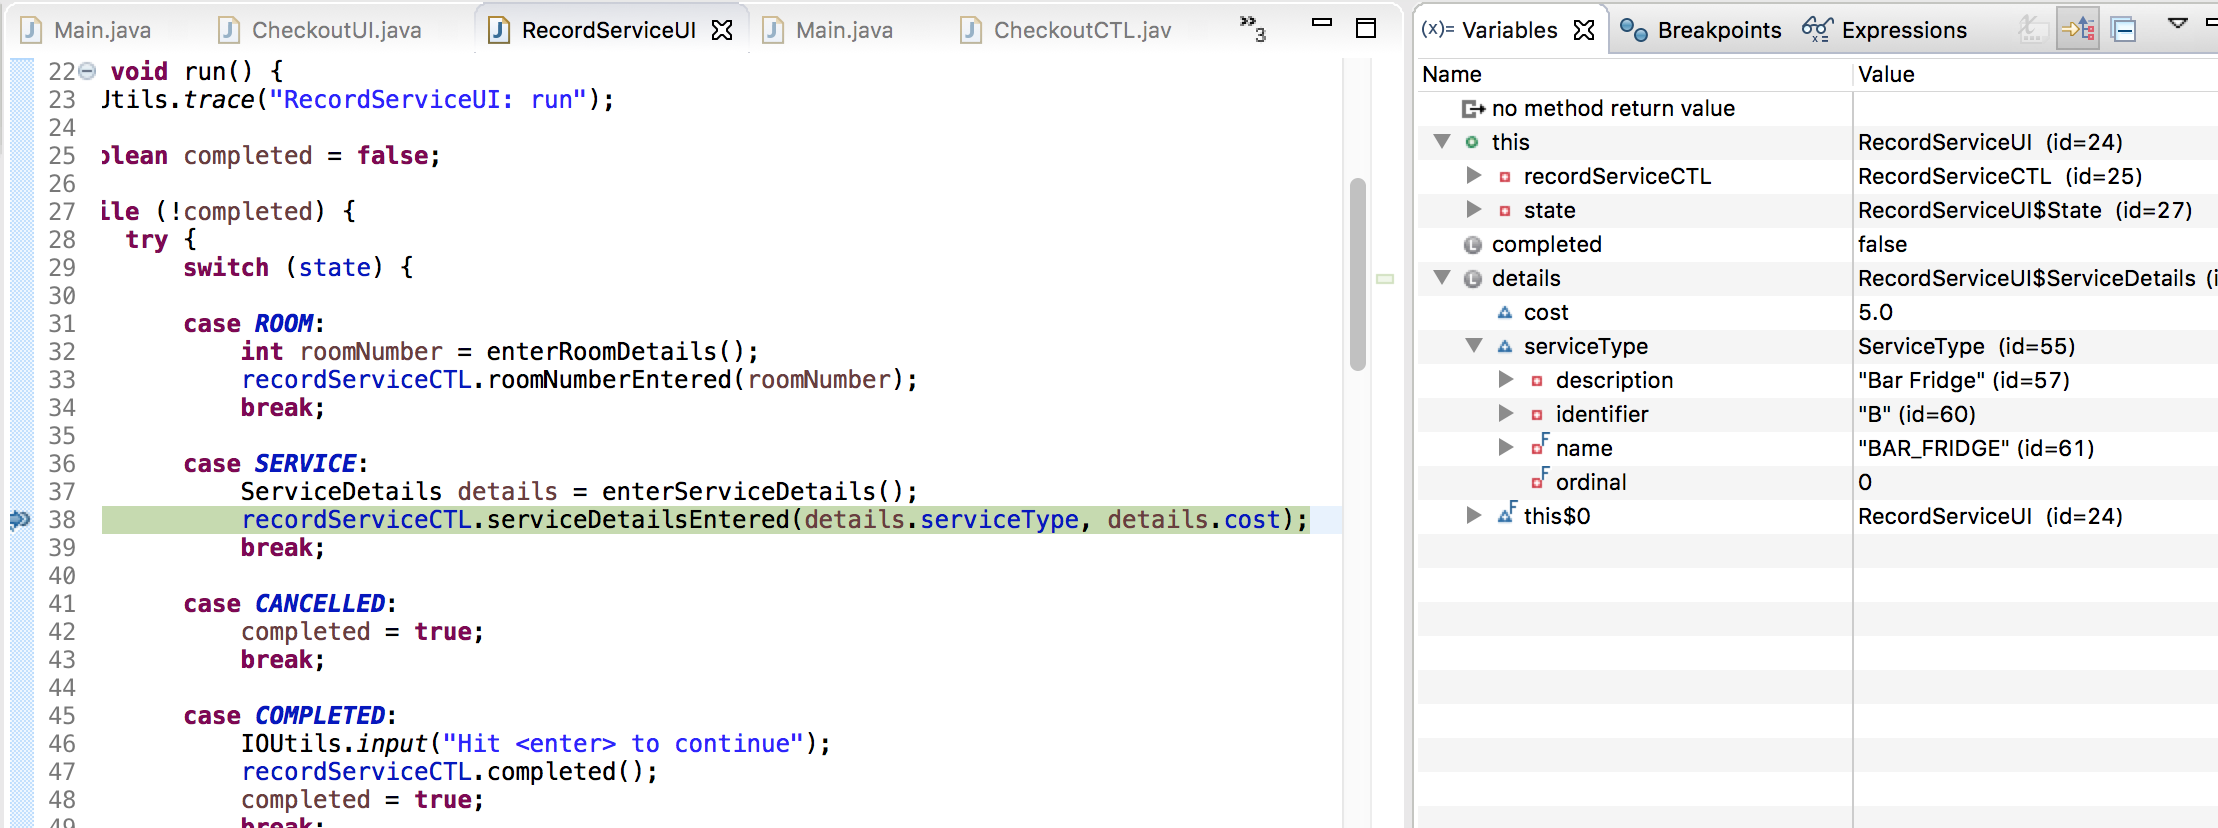 Main.java CheckoutUI.java RecordServiceUI Main.java CheckoutCTL.jav 3
22 void run() {
23 Utils.trace("RecordServiceUI: run");
24
25 olean completed = false;
26
27 ile (!completed) {
28 try {
29 switch (state) {
30
31 case ROOM:
32 int roomNumber = enterRoomDetails();
33 recordServiceCTL.roomNumberEntered(roomNumber);
34 break;
35
36 case SERVICE:
37 ServiceDetails details = enterServiceDetails();
38 recordServiceCTL.serviceDetailsEntered(details.serviceType, details.cost);
39 break;
40
41 case CANCELLED:
42 completed = true;
43 break;
44
45 case COMPLETED:
46 IOUtils.input("Hit <enter> to continue");
47 recordServiceCTL.completed();
48 completed = true;
49 break;
(x)= Variables Breakpoints Expressions
Name Value
no method return value
this RecordServiceUI (id=24)
recordServiceCTL RecordServiceCTL (id=25)
state RecordServiceUI$State (id=27)
completed false
details RecordServiceUI$ServiceDetails (i
cost 5.0
serviceType ServiceType (id=55)
description "Bar Fridge" (id=57)
identifier "B" (id=60)
name "BAR_FRIDGE" (id=61)
ordinal 0
this$0 RecordServiceUI (id=24)